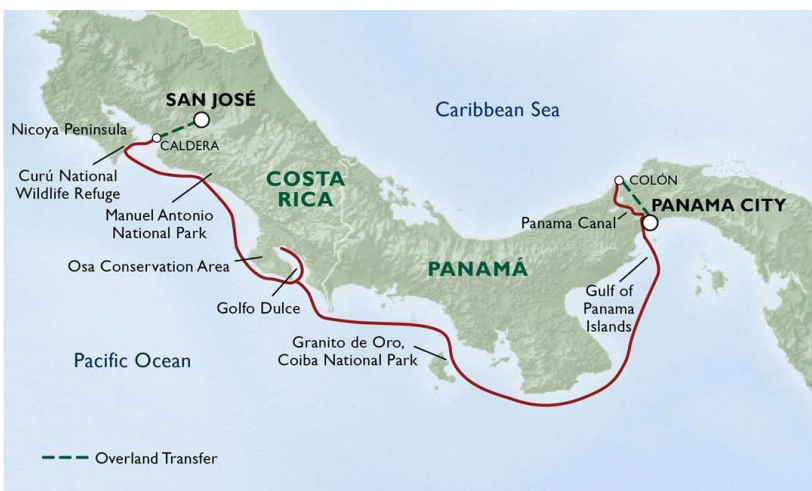 Caribbean Sea
SAN JOSÉ
Nicoya Peninsula
CALDERA
Curú National
Wildlife Refuge
COSTA
RICA
COLÓN
PANAMA CITY
Manuel Antonio
National Park
Panama Canal
Osa Conservation Area
PANAMÁ
Golfo Dulce
Gulf of
Panama
Islands
Granito de Oro,
Coiba National Park
Pacific Ocean
Overland Transfer